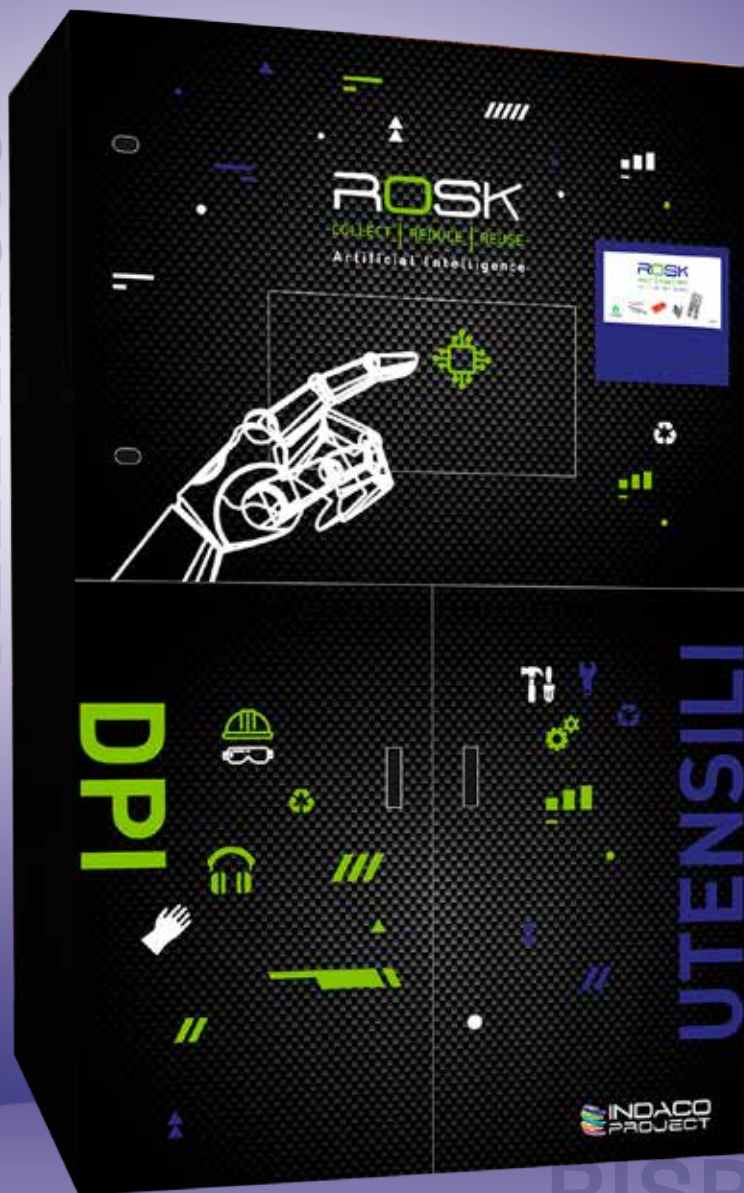 ROSK
COLLECT | REDUCE | REUSE
Artificial Intelligence
ROSK
DPI
UTENSILI
INDACO
PROJECT